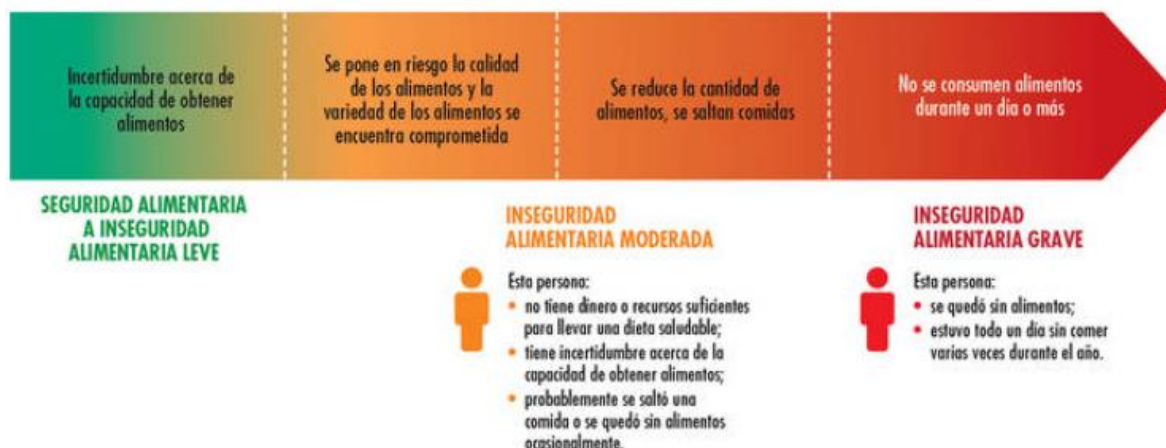 Incertidumbre acerca de
la capacidad de obtener
alimentos
Se pone en riesgo la calidad
de los alimentos y la
variedad de los alimentos se
encuentra comprometida
Se reduce la cantidad de
alimentos, se saltan comidas
No se consumen alimentos
durante un día o más
SEGURIDAD ALIMENTARIA
A INSEGURIDAD
ALIMENTARIA LEVE
INSEGURIDAD
ALIMENTARIA MODERADA
Esta persona:
• no tiene dinero o recursos suficientes
para llevar una dieta saludable;
• tiene incertidumbre acerca de la
capacidad de obtener alimentos;
• probablemente se saltó una
comida o se quedó sin alimentos
ocasionalmente.
INSEGURIDAD
ALIMENTARIA GRAVE
Esta persona:
• se quedó sin alimentos;
• estuvo todo un día sin comer
varias veces durante el año.